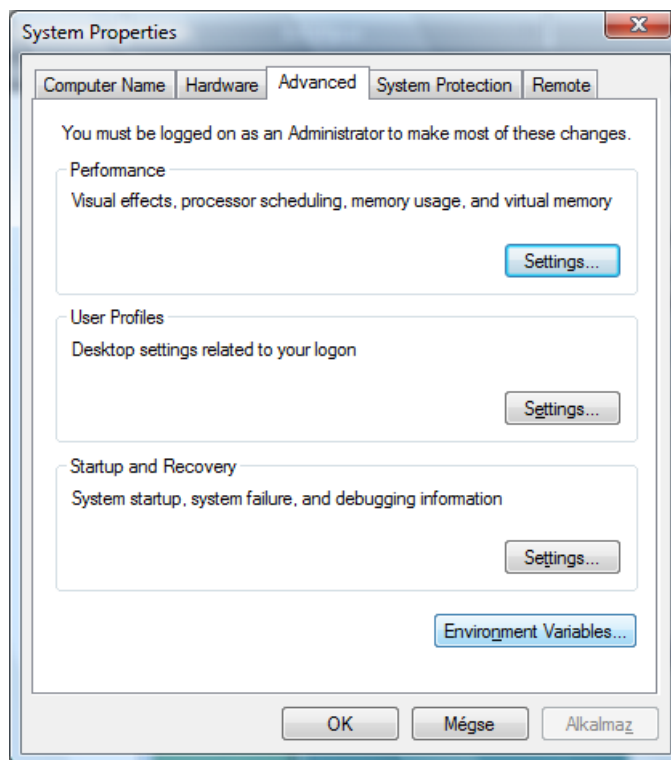 System Properties
Computer Name Hardware Advanced System Protection Remote
You must be logged on as an Administrator to make most of these changes.
Performance
Visual effects, processor scheduling, memory usage, and virtual memory
Settings...
User Profiles
Desktop settings related to your logon
Settings...
Startup and Recovery
System startup, system failure, and debugging information
Settings...
Environment Variables...
OK Mégse Alkalmaz